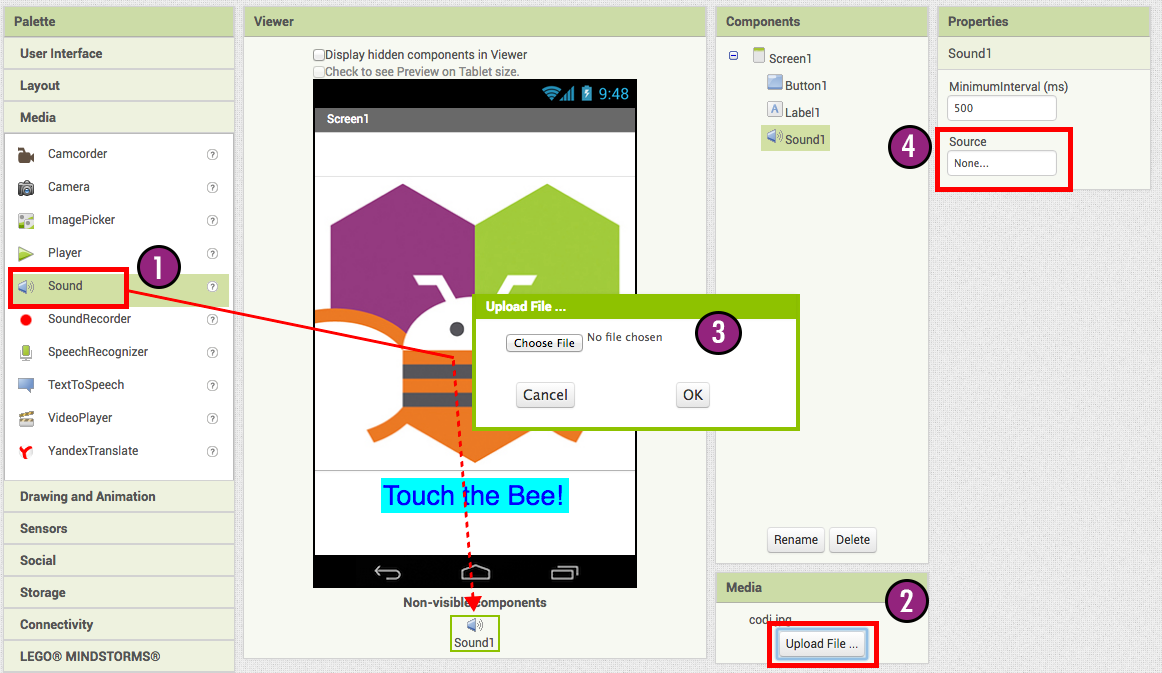 Palette
User Interface
Layout
Media
Camcorder
?
Camera
?
ImagePicker
?
Player
?
Sound
?
SoundRecorder
?
SpeechRecognizer
?
TextToSpeech
?
VideoPlayer
?
YandexTranslate
?
Drawing and Animation
Sensors
Social
Storage
Connectivity
LEGO® MINDSTORMS®
1
Viewer
Display hidden components in Viewer
Check to see Preview on Tablet size.
9:48
Screen1
Upload File ...
Choose File No file chosen
3
Cancel OK
Touch the Bee!
Non-visible components
Sound1
Components
Screen1
Button1
A Label1
Sound1
Rename Delete
Media
2
codi.jpg
Upload File ...
Properties
Sound1
MinimumInterval (ms)
500
4
Source
None...